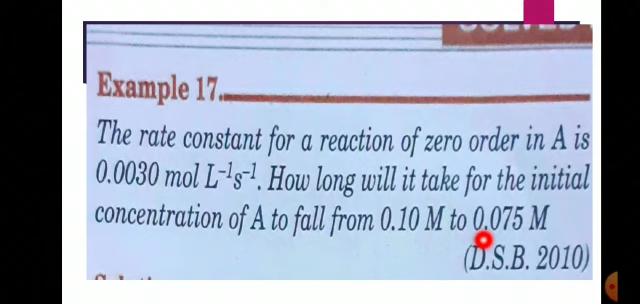 Example 17.
The rate constant for a reaction of zero order in A is
0.0030 mol L⁻¹s⁻¹. How long will it take for the initial
concentration of A to fall from 0.10 M to 0.075 M
(D.S.B. 2010)